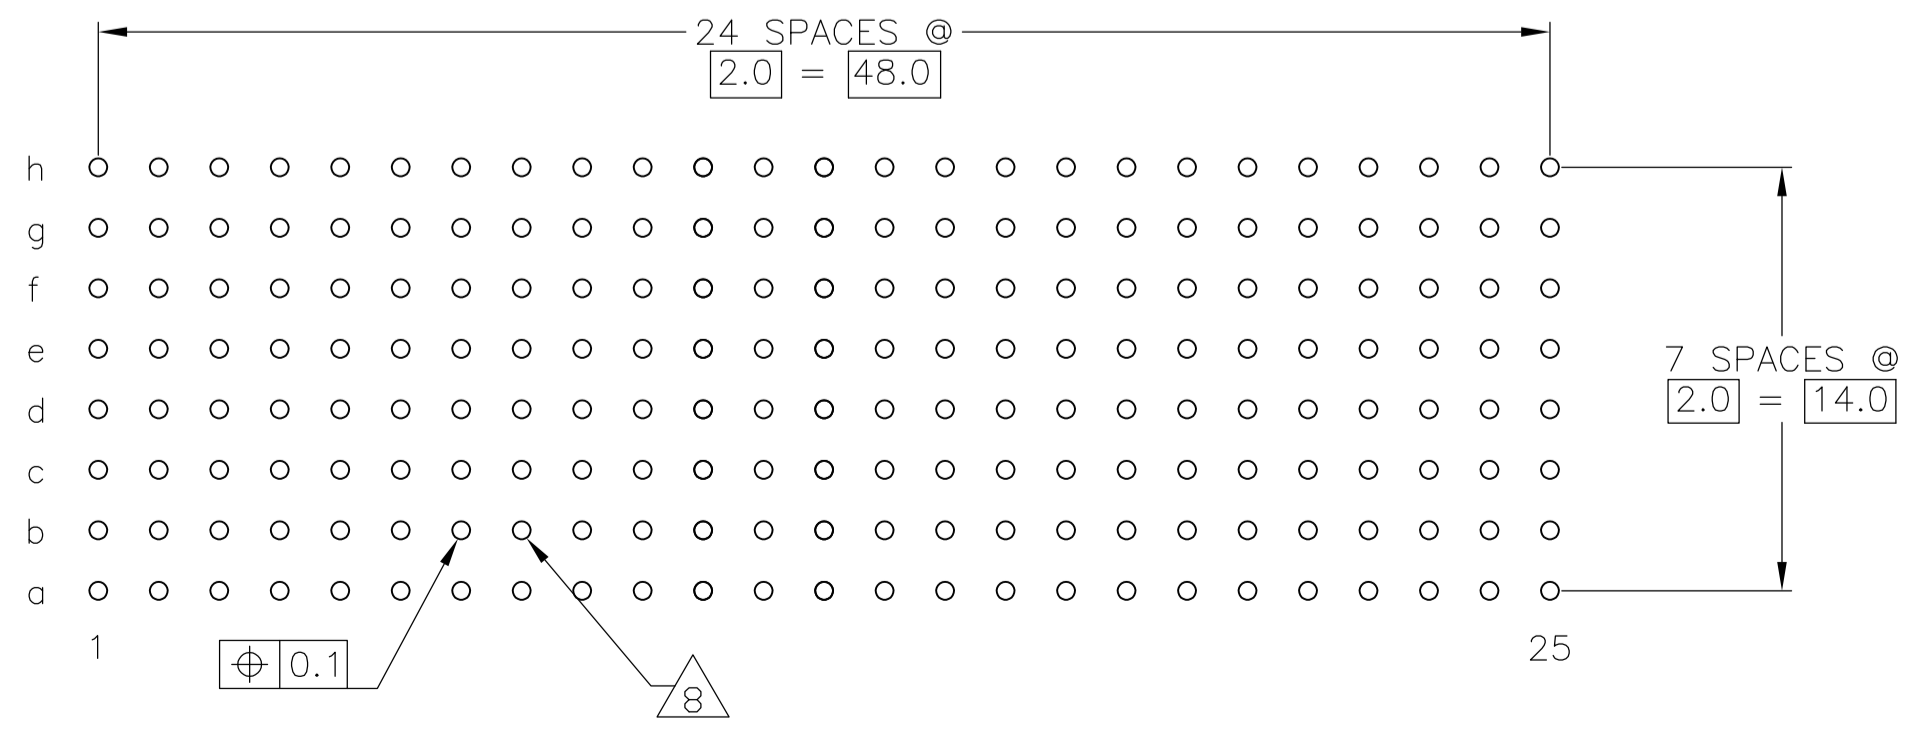 24 SPACES @
2.0 = 48.0
h
g
f
e
7 SPACES @
2.0 = 14.0
d
c
b
a
1
25
⌖ 0.1
8